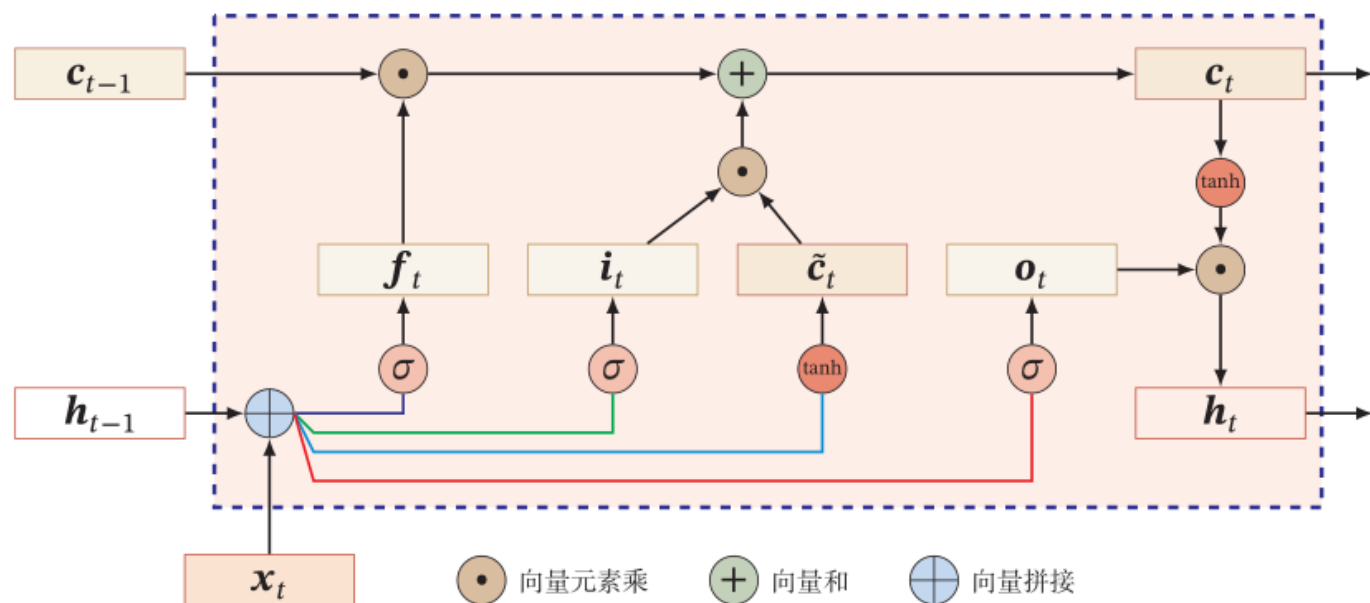 c_{t-1} ⊙ + c_t
⊙ tanh
f_t i_t c̃_t o_t ⊙
σ σ tanh σ
h_{t-1} h_t
x_t ⊙ 向量元素乘 + 向量和 向量拼接